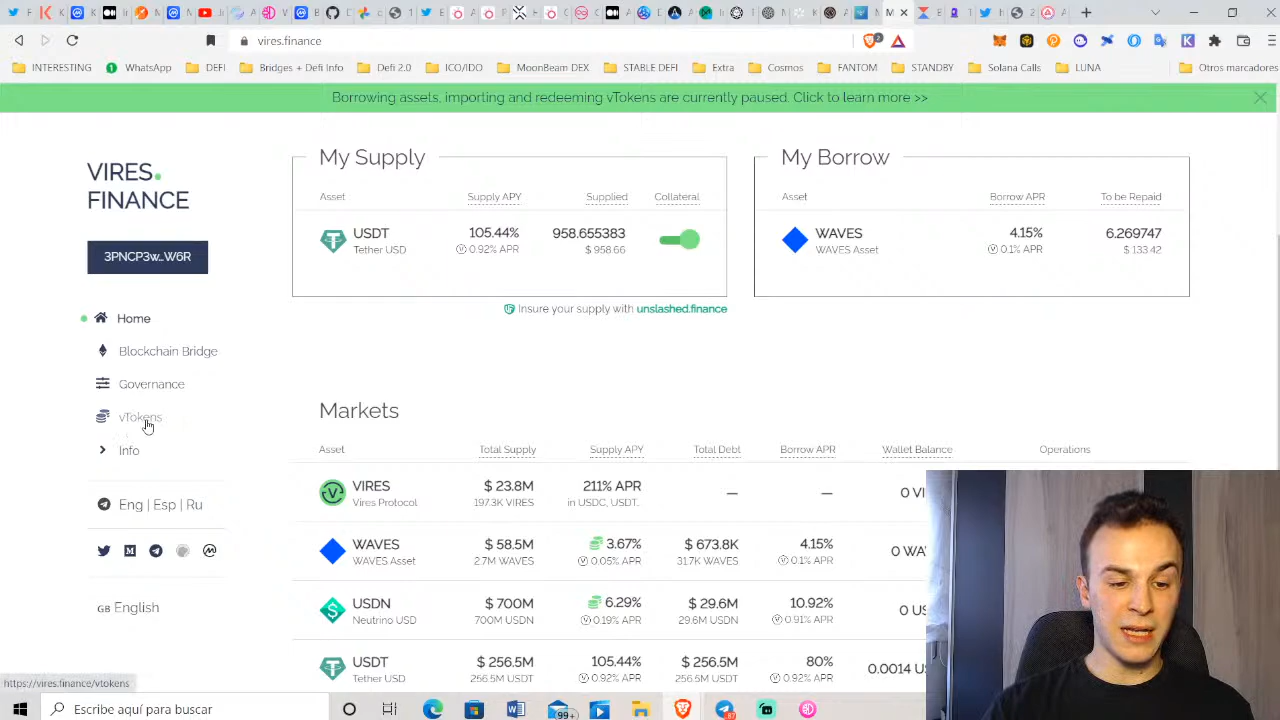 vires.finance
2
INTERESTING
WhatsApp
DEFI
Bridges + Defi Info
Defi 2.0
ICO/IDO
MoonBeam DEX
STABLE DEFI
Extra
Cosmos
FANTOM
STANDBY
Solana Calls
LUNA
Otros marcadores
Borrowing assets, importing and redeeming vTokens are currently paused. Click to learn more >>
VIRES.
FINANCE
3PNCP3w_W6R
Home
Blockchain Bridge
Governance
vTokens
Info
Eng | Esp | Ru
GB English
My Supply
Asset Supply APY Supplied Collateral
USDT 105.44% 958.655383
Tether USD 0.92% APR $ 958.66
Insure your supply with unslashed.finance
My Borrow
Asset Borrow APR To be Repaid
WAVES 4.15% 6.269747
WAVES Asset 0.1% APR $ 133.42
Markets
Asset Total Supply Supply APY Total Debt Borrow APR Wallet Balance Operations
VIRES $ 23.8M 211% APR — — 0 VI
Vires Protocol 197.3K VIRES in USDC, USDT...
WAVES $ 58.5M 3.67% $ 673.8K 4.15% 0 WA
WAVES Asset 2.7M WAVES 0.05% APR 31.7K WAVES 0.1% APR
USDN $ 700M 6.29% $ 29.6M 10.92% 0 US
Neutrino USD 700M USDN 0.19% APR 29.6M USDN 0.91% APR
USDT $ 256.5M 105.44% $ 256.5M 80% 0.0014 U
Tether USD 256.5M USDT 0.92% APR 256.5M USDT 0.92% APR
https://vires.finance/vtokens
Escribe aquí para buscar
99+
87